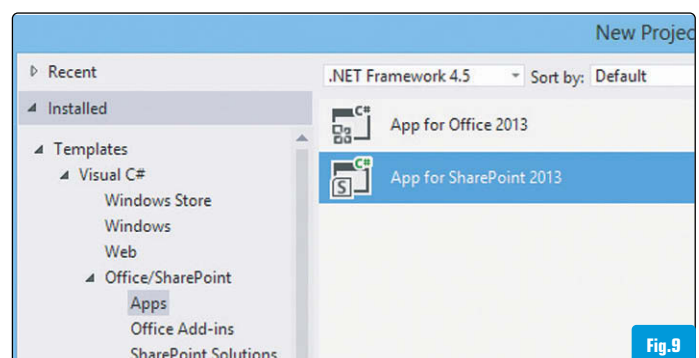 New Projec
Recent
Installed
Templates
Visual C#
Windows Store
Windows
Web
Office/SharePoint
Apps
Office Add-ins
SharePoint Solutions
.NET Framework 4.5 Sort by: Default
C# App for Office 2013
C# S App for SharePoint 2013
Fig.9